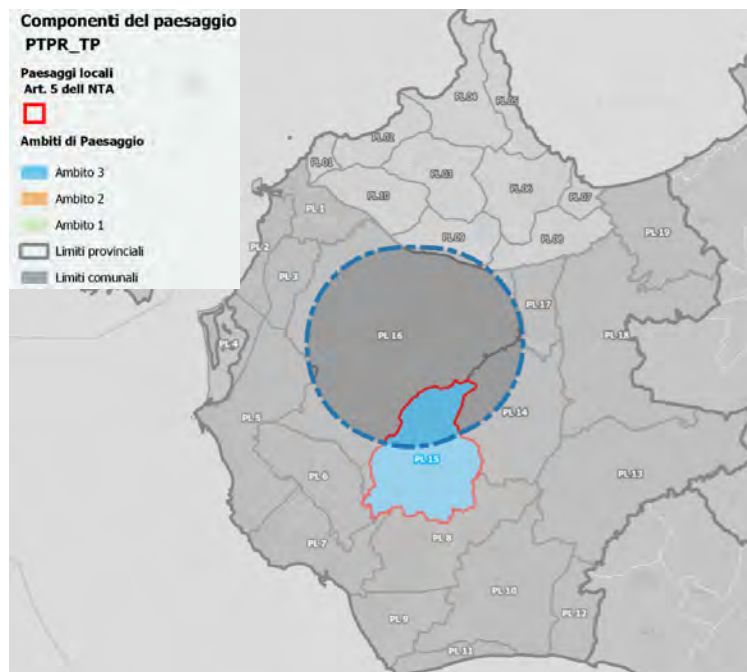 Componenti del paesaggio
PTPR_TP
Paesaggi locali
Art. 5 dell NTA
Ambiti di Paesaggio
Ambito 3
Ambito 2
Ambito 1
Limiti provinciali
Limiti comunali
PL 04
PL 05
PL 02
PL 01
PL 03
PL 10
PL 06
PL 07
PL 1
PL 09
PL 08
PL 19
PL 2
PL 3
PL 17
PL 16
PL 18
PL 4
PL 5
PL 14
PL 15
PL 6
PL 13
PL 8
PL 7
PL 10
PL 9
PL 12
PL 11